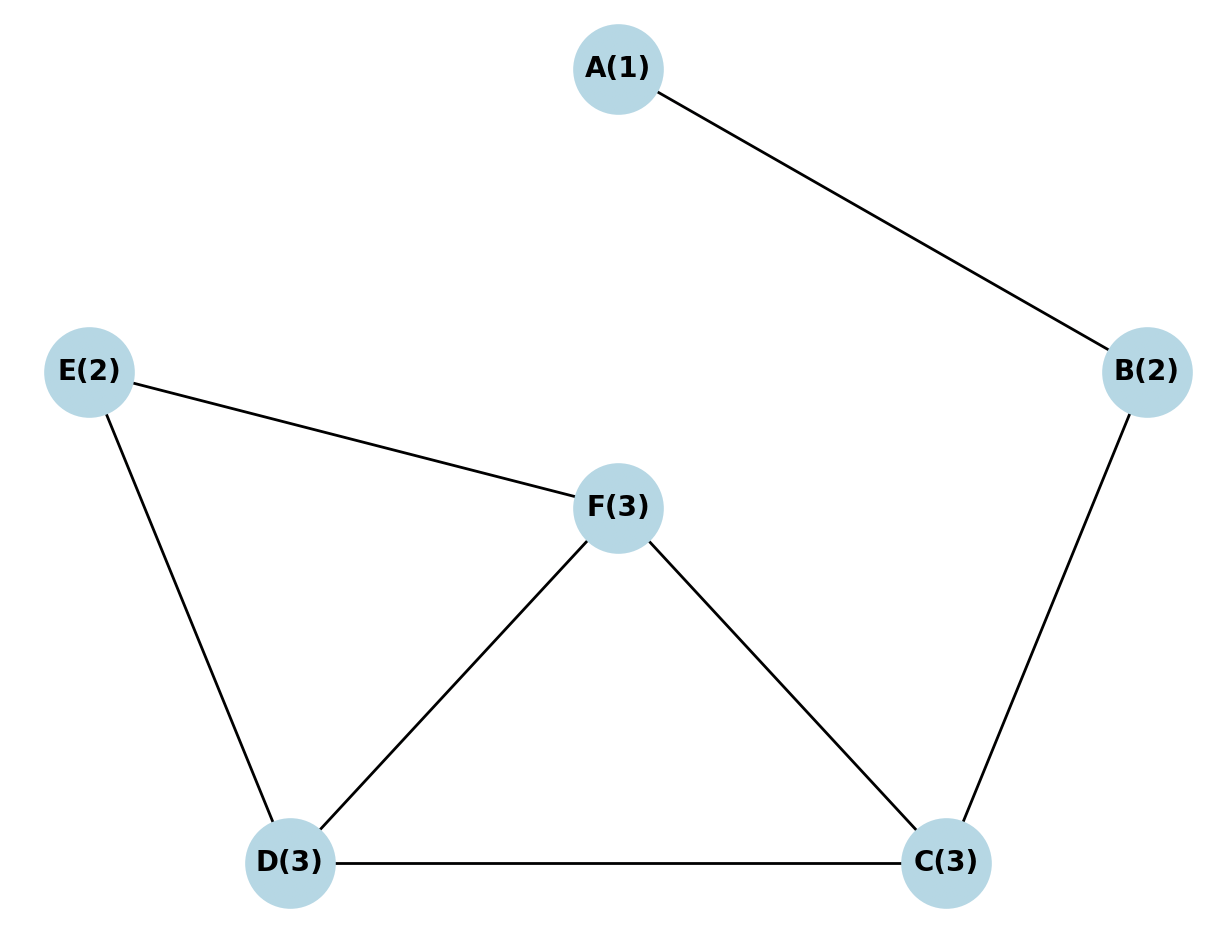 A(1)
E(2)
B(2)
F(3)
D(3)
C(3)